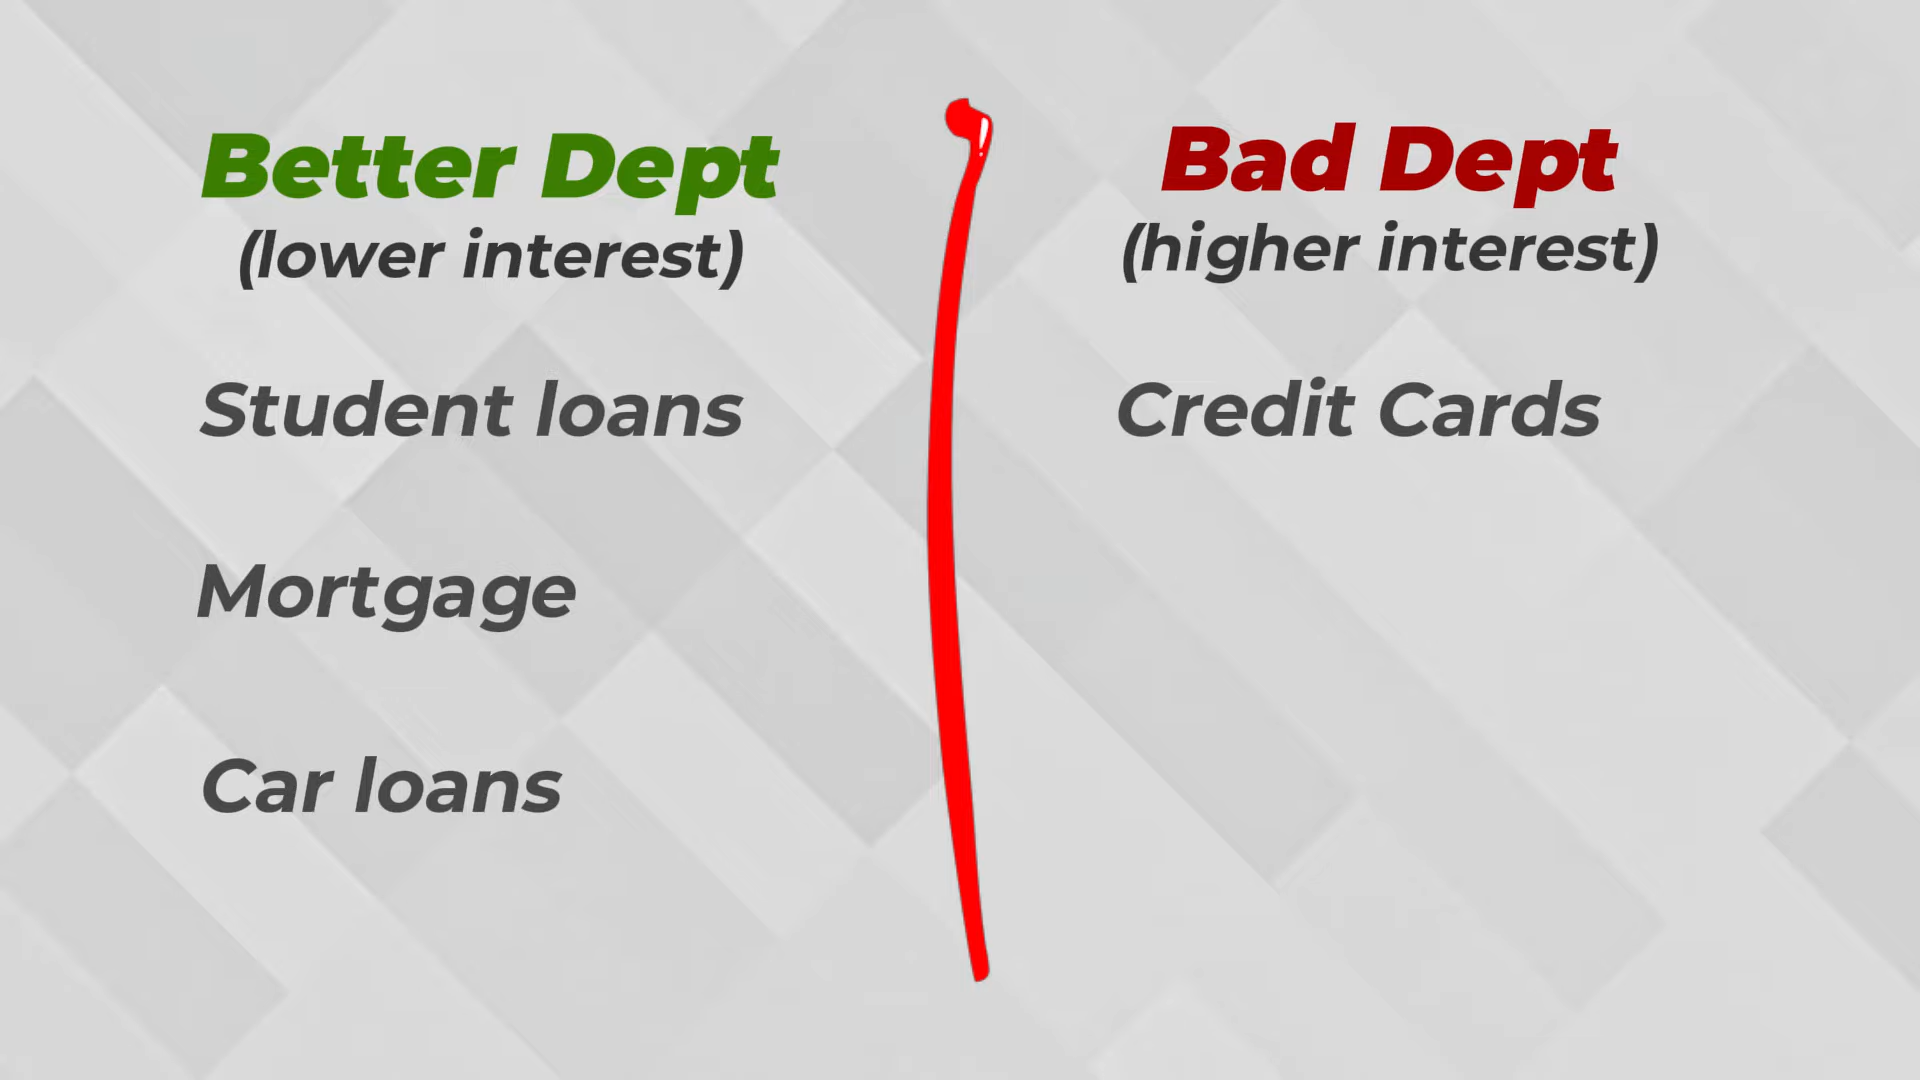 Better Dept
(lower interest)
Student loans
Mortgage
Car loans
Bad Dept
(higher interest)
Credit Cards